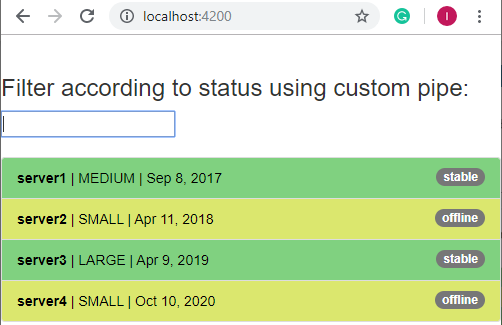 localhost:4200
I
Filter according to status using custom pipe:
server1 | MEDIUM | Sep 8, 2017 stable
server2 | SMALL | Apr 11, 2018 offline
server3 | LARGE | Apr 9, 2019 stable
server4 | SMALL | Oct 10, 2020 offline